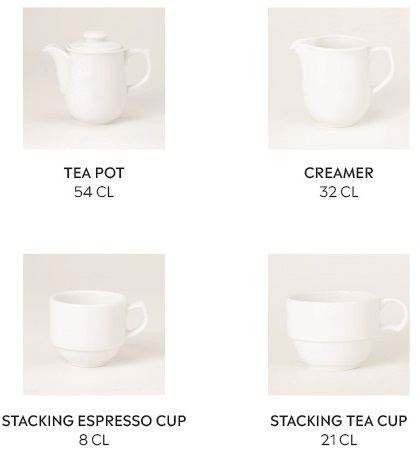 TEA POT
54 CL
CREAMER
32 CL
STACKING ESPRESSO CUP
8 CL
STACKING TEA CUP
21 CL